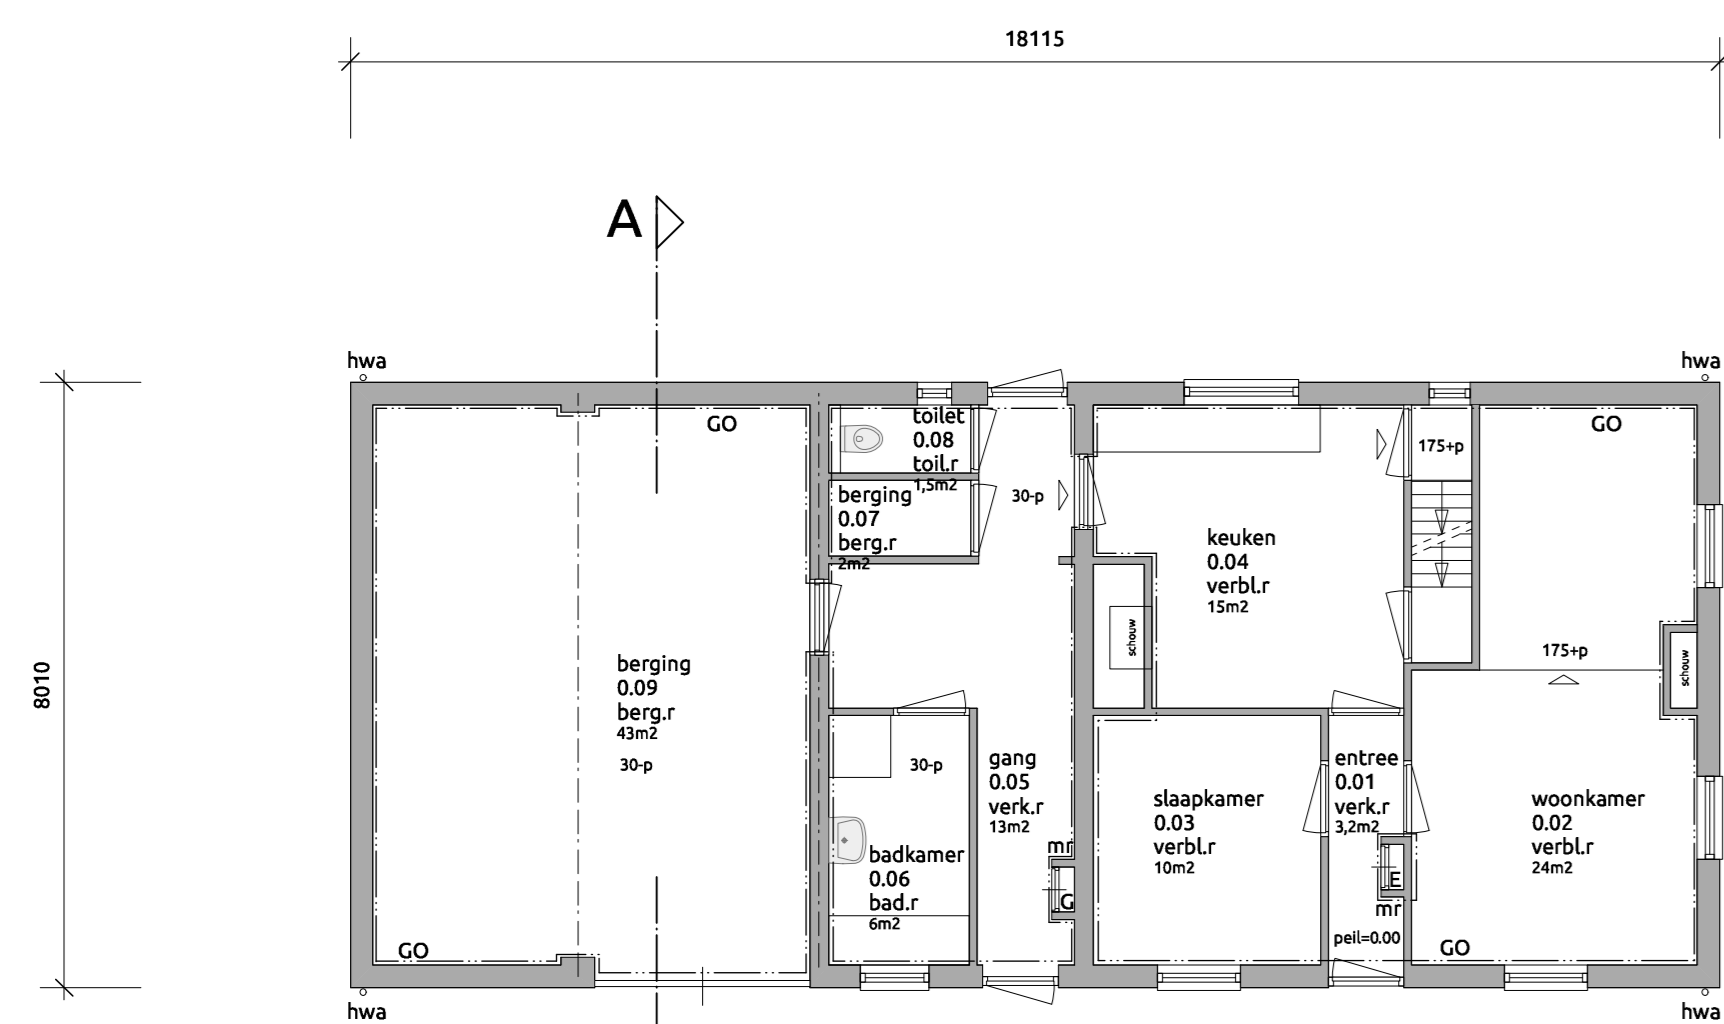 18115
A
8010
hwa
hwa
GO
GO
toilet
0.08
toil.r
1,5m2
175+p
berging
0.07
berg.r
2m2
30-p
keuken
0.04
verbl.r
15m2
schouw
175+p
schouw
berging
0.09
berg.r
43m2
30-p
30-p
gang
0.05
verk.r
13m2
entree
0.01
verk.r
3,2m2
slaapkamer
0.03
verbl.r
10m2
woonkamer
0.02
verbl.r
24m2
badkamer
0.06
bad.r
6m2
mr
G
E
mr
peil=0.00
GO
GO
hwa
hwa